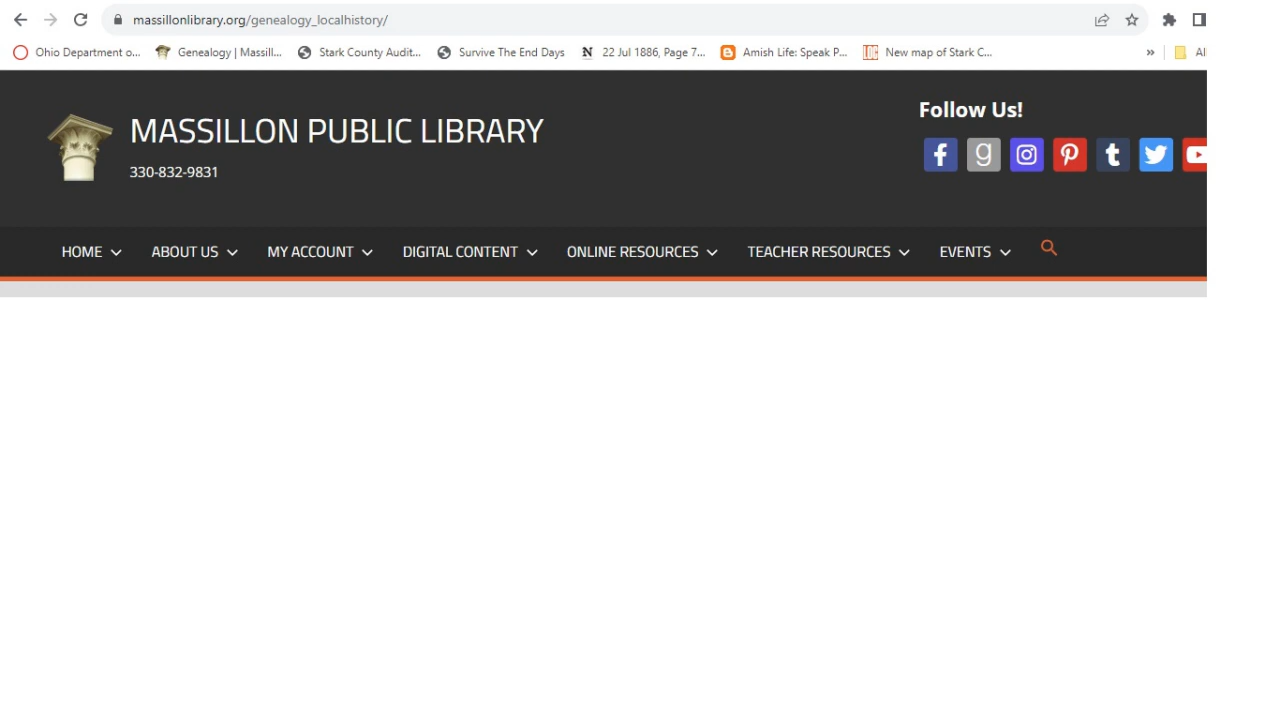 massillonlibrary.org/genealogy_localhistory/
Ohio Department o... Genealogy | Massill... Stark County Audit... Survive The End Days N 22 Jul 1886, Page 7... Amish Life: Speak P... New map of Stark C... » Al
Follow Us!
MASSILLON PUBLIC LIBRARY
330-832-9831
HOME ABOUT US MY ACCOUNT DIGITAL CONTENT ONLINE RESOURCES TEACHER RESOURCES EVENTS